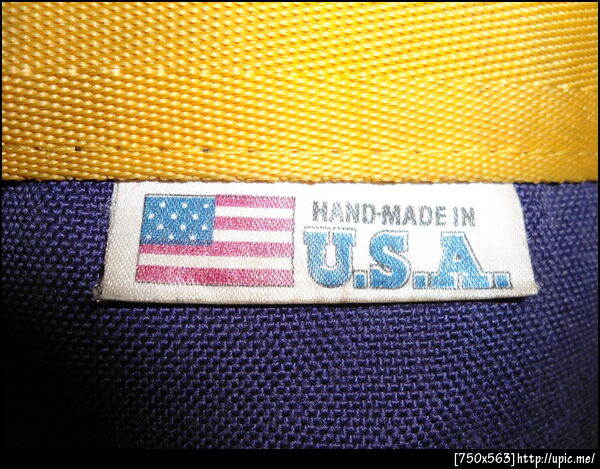 HAND-MADE IN
U.S.A.
[750x563]http://upic.me/